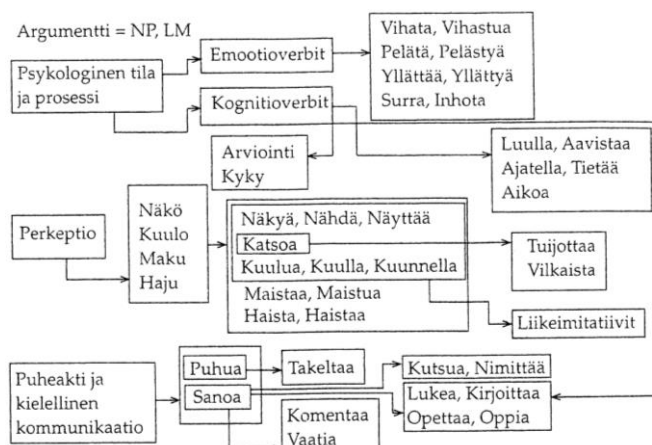 Argumentti = NP, LM
Psykologinen tila
ja prosessi
Emootioverbit
Vihata, Vihastua
Pelätä, Pelästyä
Yllättää, Yllättyä
Surra, Inhota
Kognitioverbit
Arviointi
Kyky
Luulla, Aavistaa
Ajatella, Tietää
Aikoa
Perkeptio
Näkö
Kuulo
Maku
Haju
Näkyä, Nähdä, Näyttää
Katsoa
Kuulua, Kuulla, Kuunnella
Maistaa, Maistua
Haista, Haistaa
Tuijottaa
Vilkaista
Liikeimitatiivit
Puheakti ja
kielellinen
kommunikaatio
Puhua
Sanoa
Takeltaa
Komentaa
Vaatia
Kutsua, Nimittää
Lukea, Kirjoittaa
Opettaa, Oppia